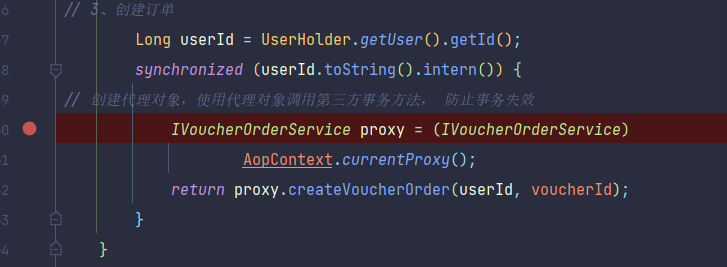 6 // 3、创建订单
7 Long userId = UserHolder.getUser().getId();
8 synchronized (userId.toString().intern()) {
9 // 创建代理对象，使用代理对象调用第三方事务方法， 防止事务失效
0 IVoucherOrderService proxy = (IVoucherOrderService)
1 AopContext.currentProxy();
2 return proxy.createVoucherOrder(userId, voucherId);
3 }
4 }